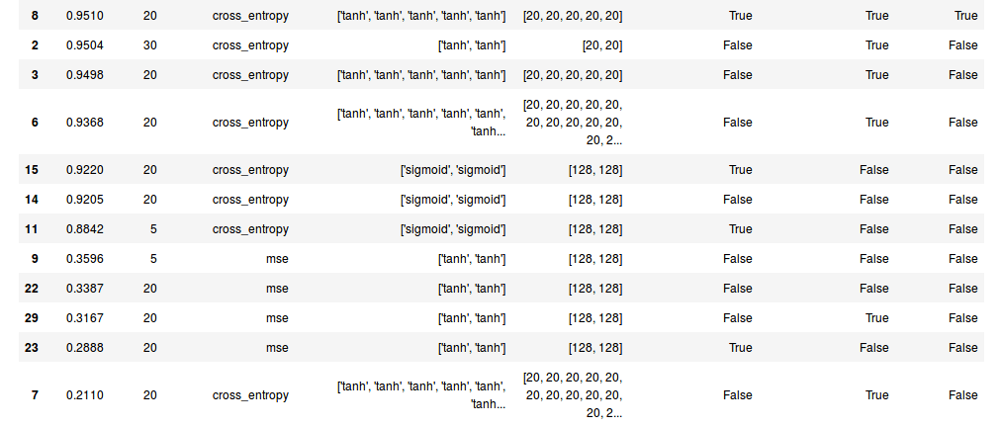 8 0.9510 20 cross_entropy ['tanh', 'tanh', 'tanh', 'tanh', 'tanh'] [20, 20, 20, 20, 20] True True True
2 0.9504 30 cross_entropy ['tanh', 'tanh'] [20, 20] False True False
3 0.9498 20 cross_entropy ['tanh', 'tanh', 'tanh', 'tanh', 'tanh'] [20, 20, 20, 20, 20] False True False
[20, 20, 20, 20, 20,
6 0.9368 20 cross_entropy ['tanh', 'tanh', 'tanh', 'tanh', 'tanh', 20, 20, 20, 20, 20, False True False
'tanh... 20, 2...
15 0.9220 20 cross_entropy ['sigmoid', 'sigmoid'] [128, 128] True False False
14 0.9205 20 cross_entropy ['sigmoid', 'sigmoid'] [128, 128] False False False
11 0.8842 5 cross_entropy ['sigmoid', 'sigmoid'] [128, 128] True False False
9 0.3596 5 mse ['tanh', 'tanh'] [128, 128] False False False
22 0.3387 20 mse ['tanh', 'tanh'] [128, 128] False False False
29 0.3167 20 mse ['tanh', 'tanh'] [128, 128] False True False
23 0.2888 20 mse ['tanh', 'tanh'] [128, 128] True False False
[20, 20, 20, 20, 20,
7 0.2110 20 cross_entropy ['tanh', 'tanh', 'tanh', 'tanh', 'tanh', 20, 20, 20, 20, 20, False True False
'tanh... 20, 2...